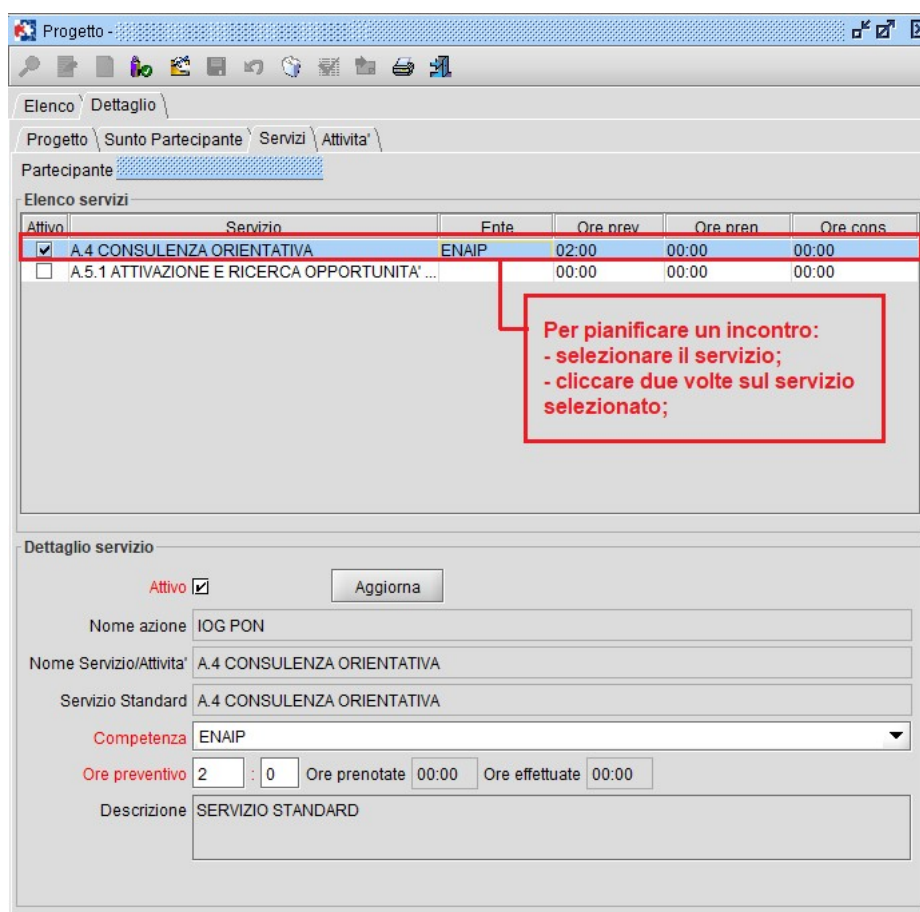 Progetto -
Elenco Dettaglio
Progetto Sunto Partecipante Servizi Attivita'
Partecipante
Elenco servizi
Attivo Servizio Ente Ore prev Ore pren Ore cons
A.4 CONSULENZA ORIENTATIVA ENAIP 02:00 00:00 00:00
A.5.1 ATTIVAZIONE E RICERCA OPPORTUNITA' ... 00:00 00:00 00:00
Per pianificare un incontro:
- selezionare il servizio;
- cliccare due volte sul servizio
selezionato;
Dettaglio servizio
Attivo Aggiorna
Nome azione IOG PON
Nome Servizio/Attivita' A.4 CONSULENZA ORIENTATIVA
Servizio Standard A.4 CONSULENZA ORIENTATIVA
Competenza ENAIP
Ore preventivo 2 : 0 Ore prenotate 00:00 Ore effettuate 00:00
Descrizione SERVIZIO STANDARD